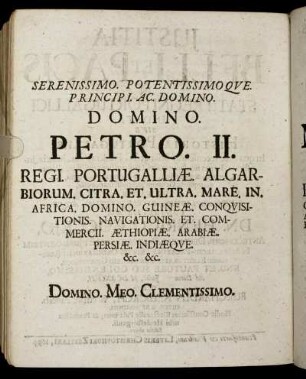 SERENISSIMO. POTENTISSIMOQVE.
PRINCIPI. AC. DOMINO.
DOMINO.
PETRO. II.
REGI. PORTUGALLIÆ. ALGAR-
BIORUM. CITRA. ET. ULTRA. MARE. IN.
AFRICA. DOMINO. GUINEÆ. CONQVISI-
TIONIS. NAVIGATIONIS. ET. COM-
MERCII. ÆTHIOPIÆ. ARABIÆ.
PERSIÆ. INDIÆQVE.
&c. &c.
DOMINO. MEO. CLEMENTISSIMO.